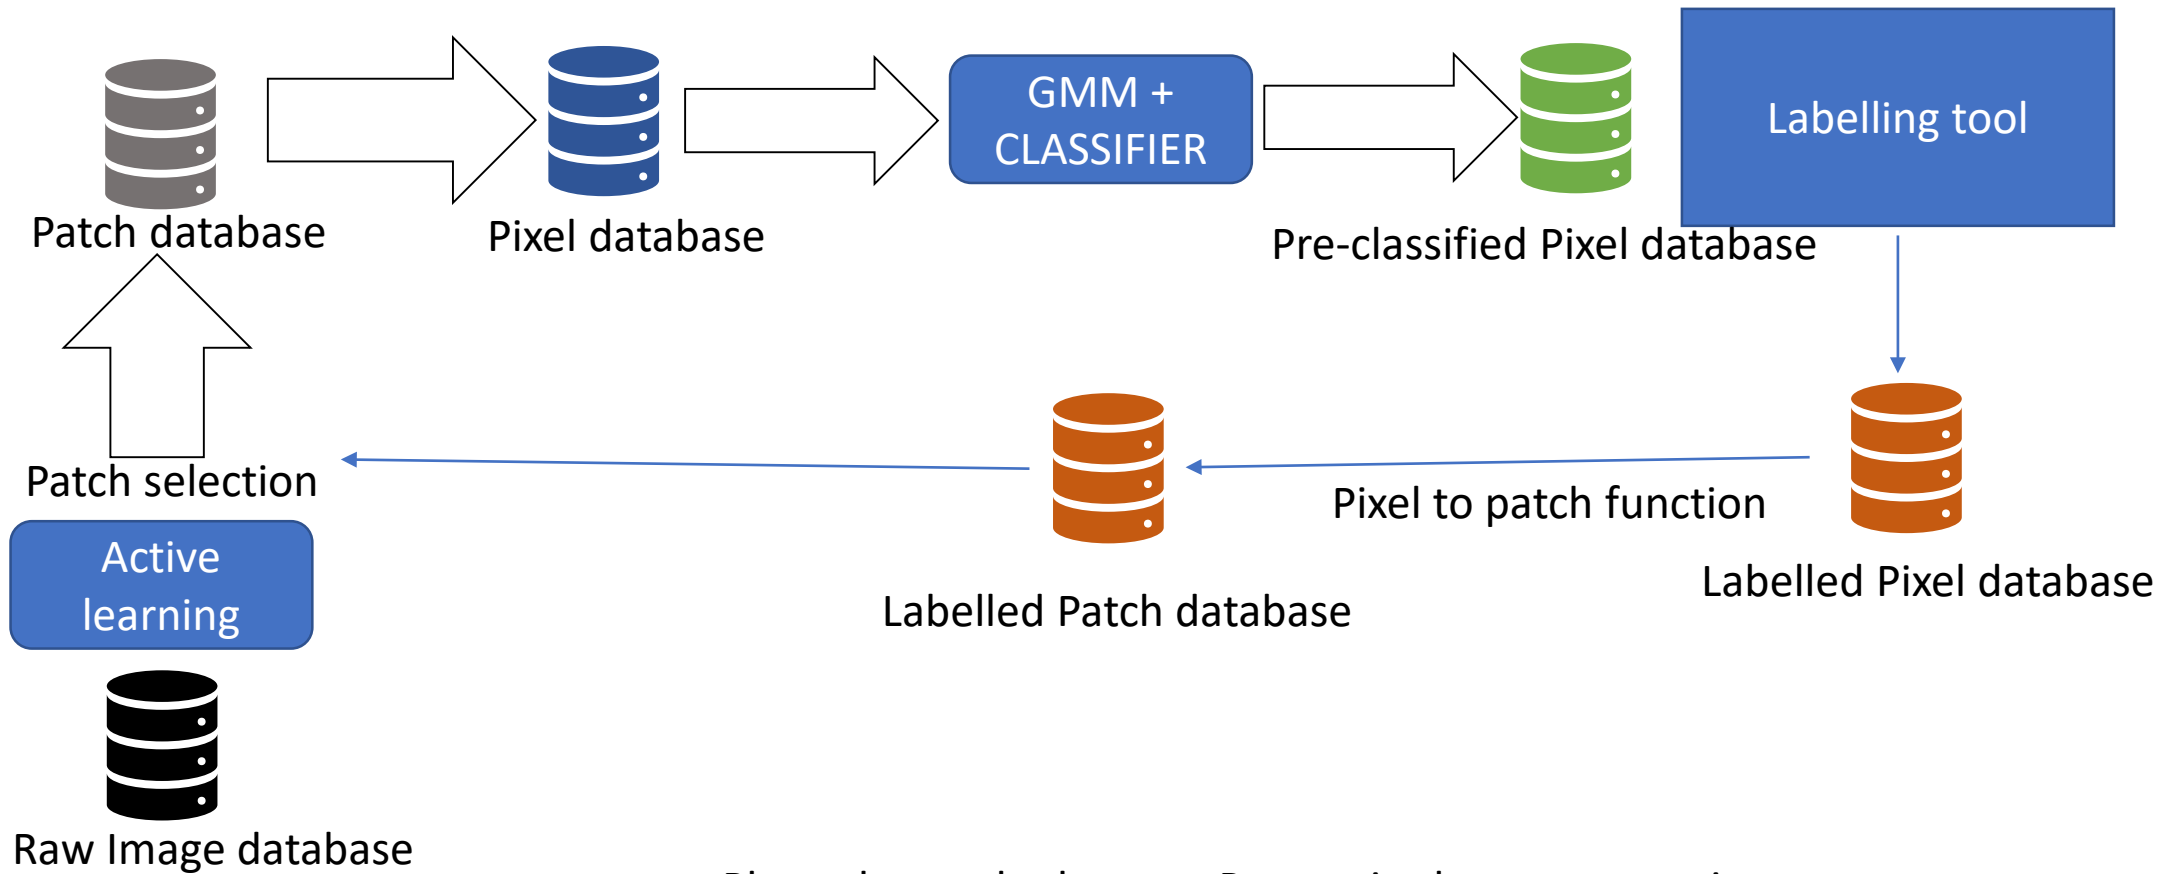 GMM +
CLASSIFIER
Labelling tool
Patch database
Pixel database
Pre-classified Pixel database
Patch selection
Pixel to patch function
Active
learning
Labelled Patch database
Labelled Pixel database
Raw Image database